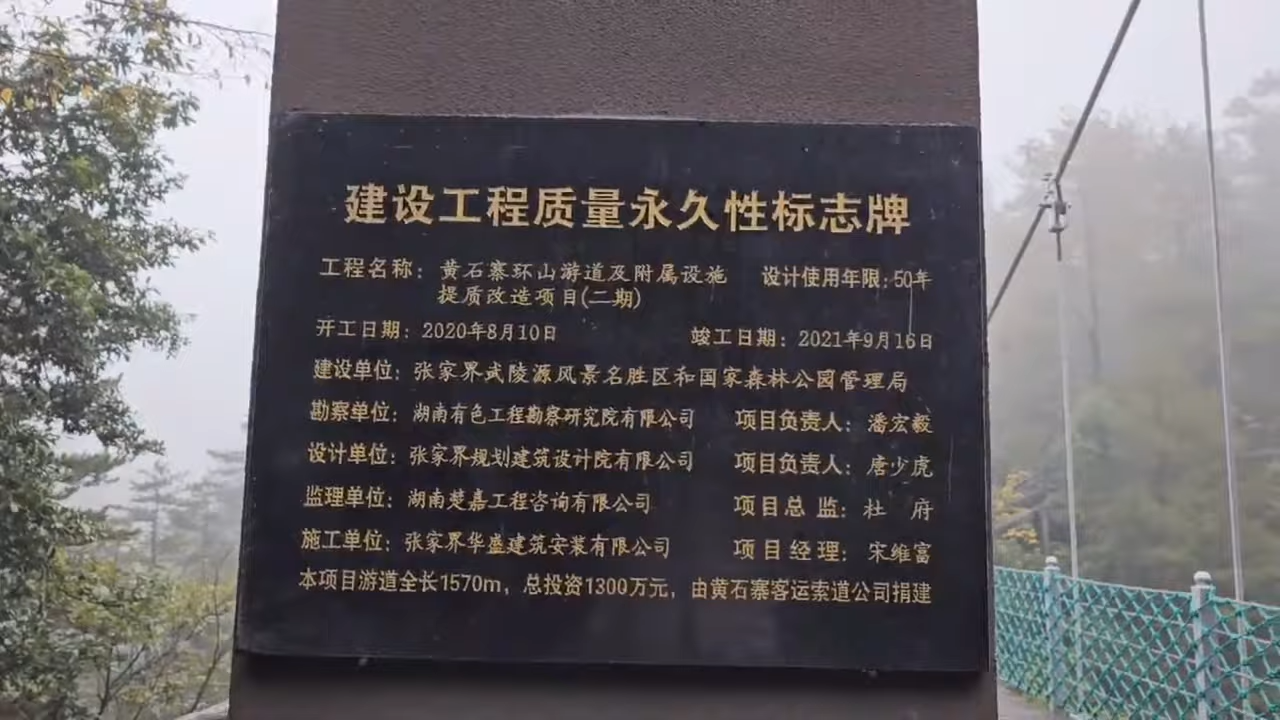 建设工程质量永久性标志牌
工程名称：黄石寨环山游道及附属设施 设计使用年限：50年
提质改造项目(二期)
开工日期：2020年8月10日 竣工日期：2021年9月16日
建设单位：张家界武陵源风景名胜区和国家森林公园管理局
勘察单位：湖南有色工程勘察研究院有限公司 项目负责人：潘宏毅
设计单位：张家界规划建筑设计院有限公司 项目负责人：唐少虎
监理单位：湖南楚嘉工程咨询有限公司 项目总监：杜 府
施工单位：张家界华盛建筑安装有限公司 项目经理：宋维富
本项目游道全长1570m，总投资1300万元，由黄石寨客运索道公司捐建